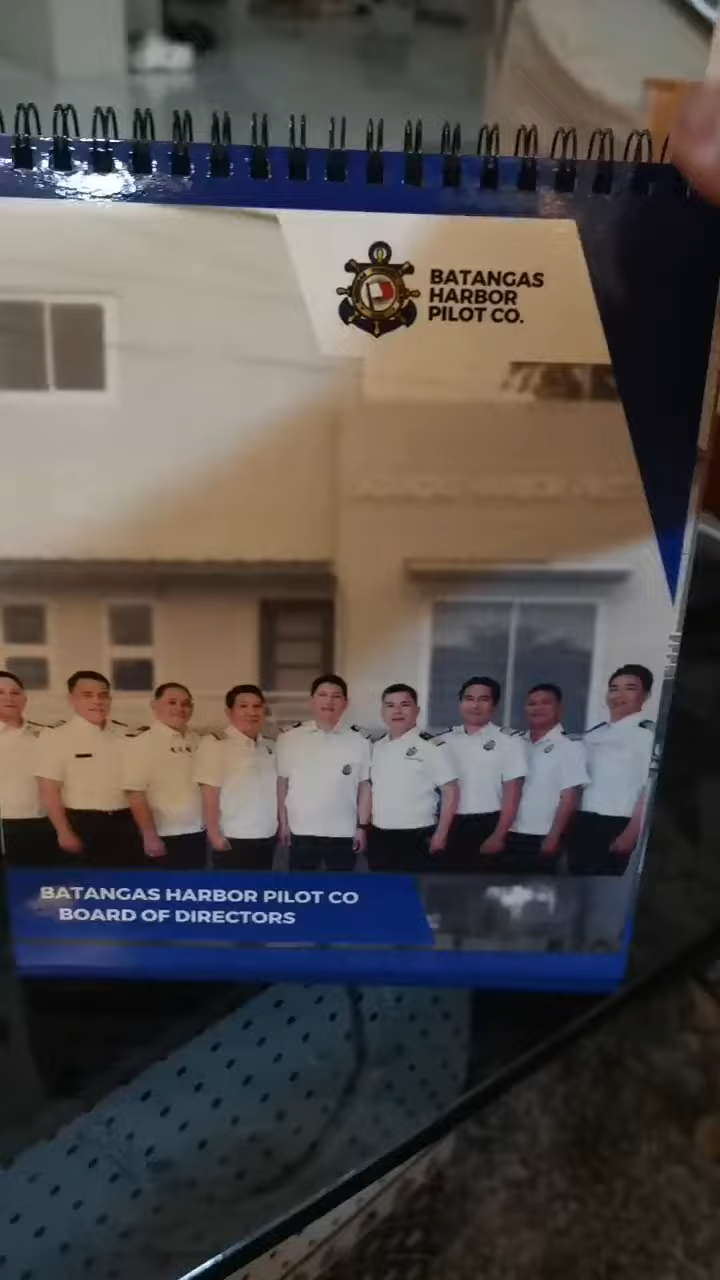 BATANGAS
HARBOR
PILOT CO.
BATANGAS HARBOR PILOT CO
BOARD OF DIRECTORS